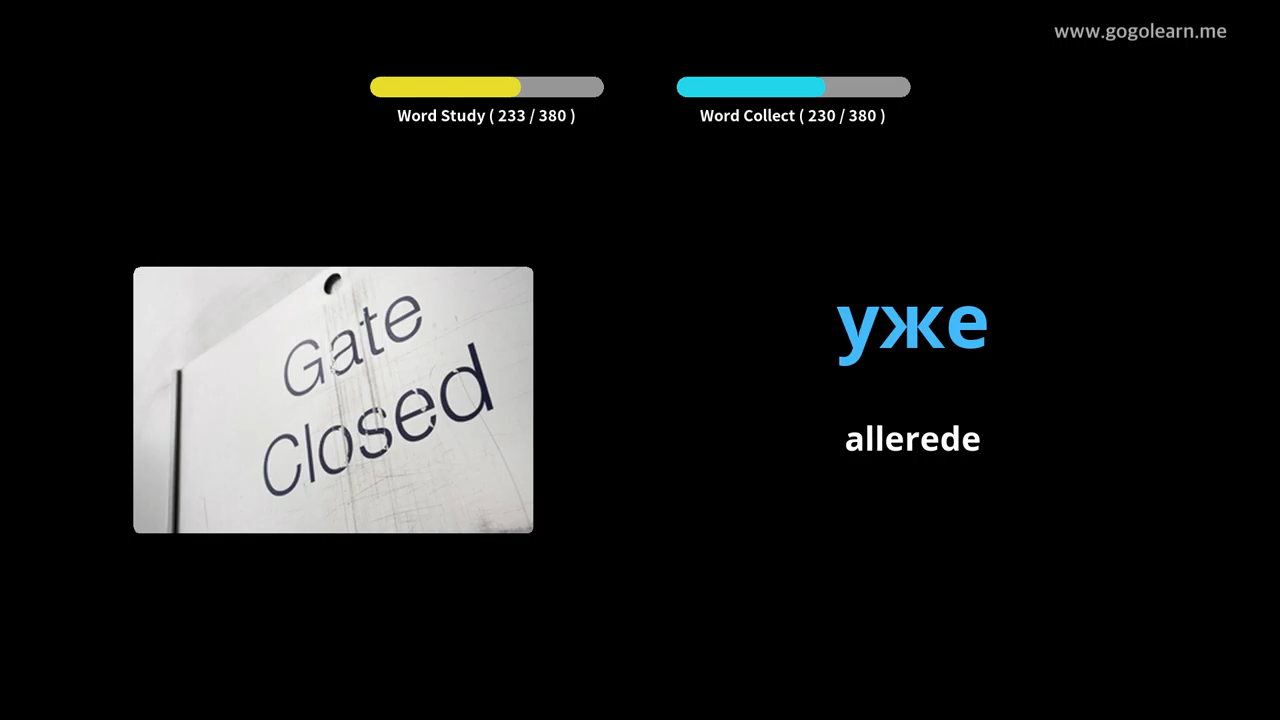 www.gogolearn.me
Word Study ( 233 / 380 )
Word Collect ( 230 / 380 )
Gate
Closed
уже
allerede